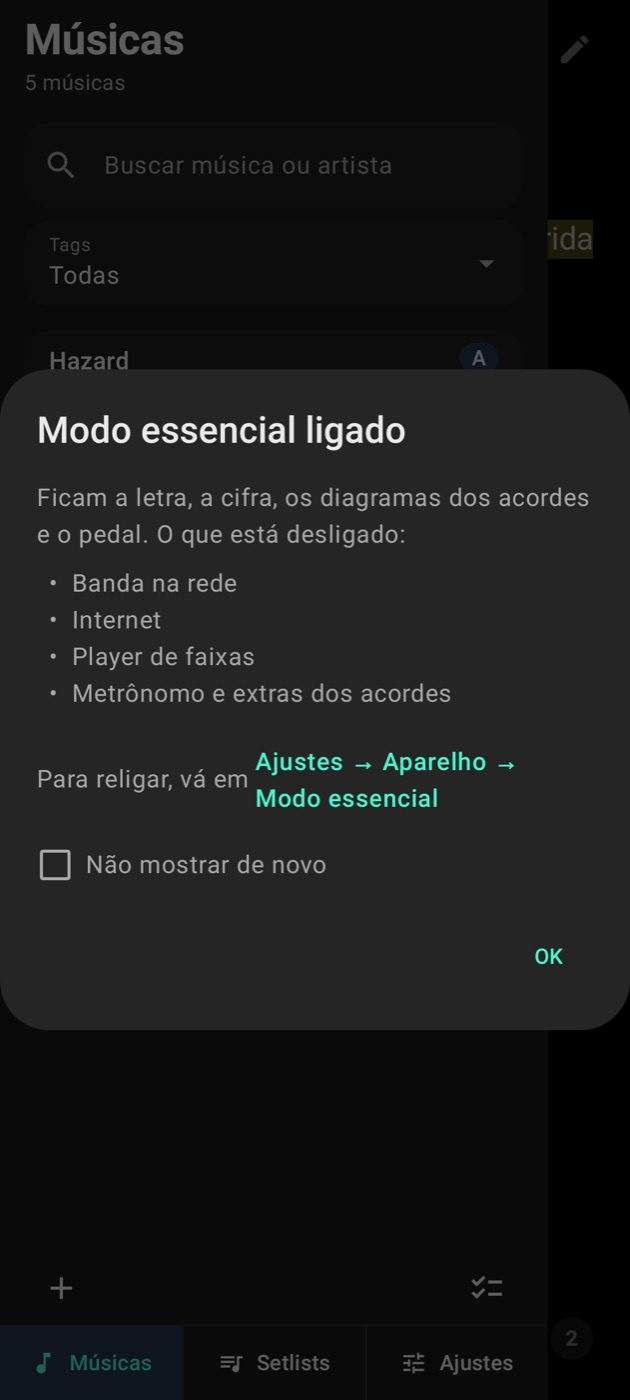 Músicas
5 músicas
Buscar música ou artista
Tags
Todas
rida
Hazard
A
Modo essencial ligado
Ficam a letra, a cifra, os diagramas dos acordes
e o pedal. O que está desligado:
• Banda na rede
• Internet
• Player de faixas
• Metrônomo e extras dos acordes
Para religar, vá em
Ajustes → Aparelho →
Modo essencial
Não mostrar de novo
OK
2
Músicas
Setlists
Ajustes